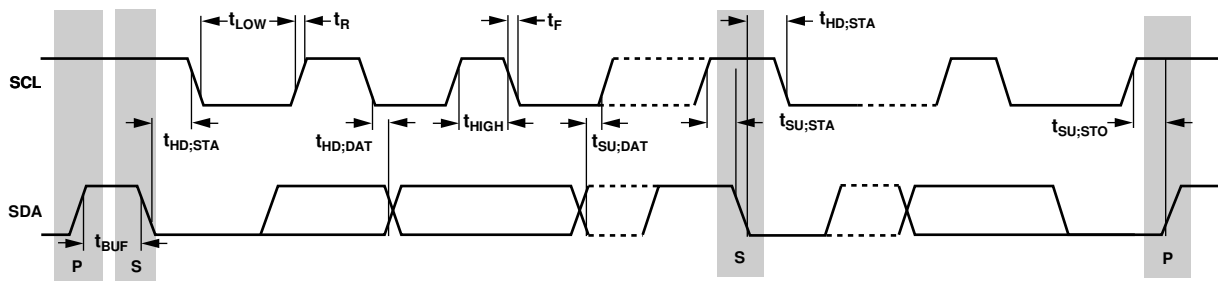 tLOW
tR
tF
tHD;STA
SCL
tHD;STA
tHD;DAT
tHIGH
tSU;DAT
tSU;STA
tSU;STO
SDA
tBUF
P
S
S
P